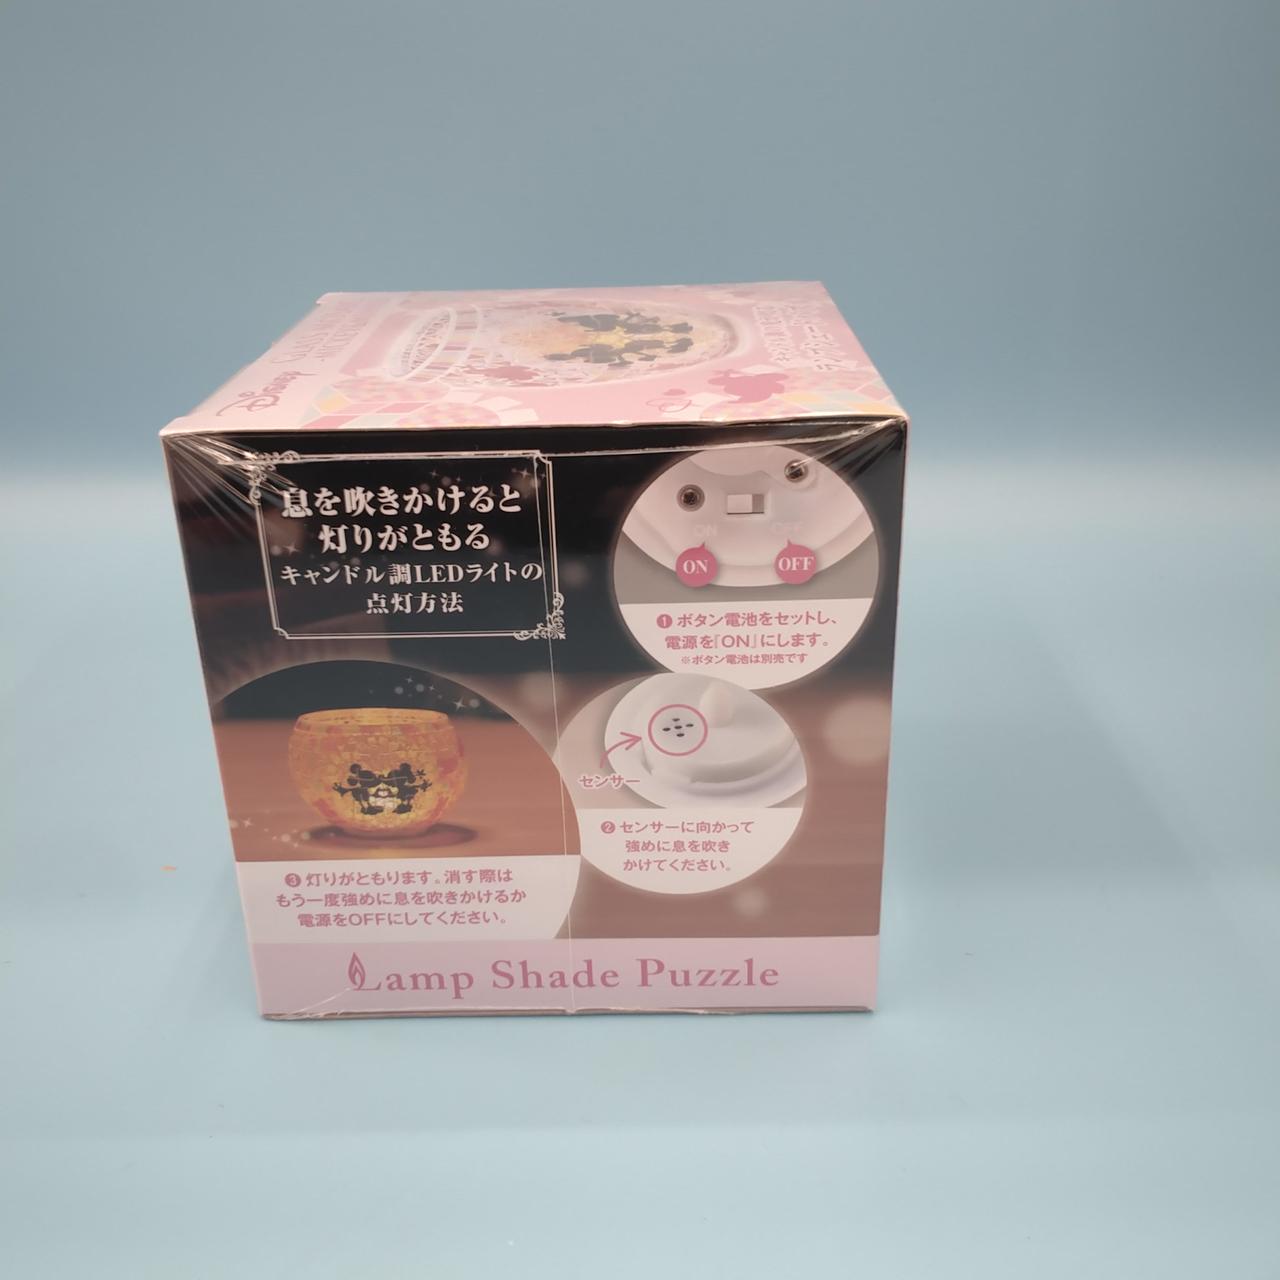 Disney
息を吹きかけると
灯りがともる
キャンドル調LEDライトの
点灯方法
ON OFF
ON OFF
❶ ボタン電池をセットし、
電源を『ON』にします。
※ボタン電池は別売です
センサー
❷ センサーに向かって
強めに息を吹き
かけてください。
❸ 灯りがともります。消す際は
もう一度強めに息を吹きかけるか
電源をOFFにしてください。
Lamp Shade Puzzle